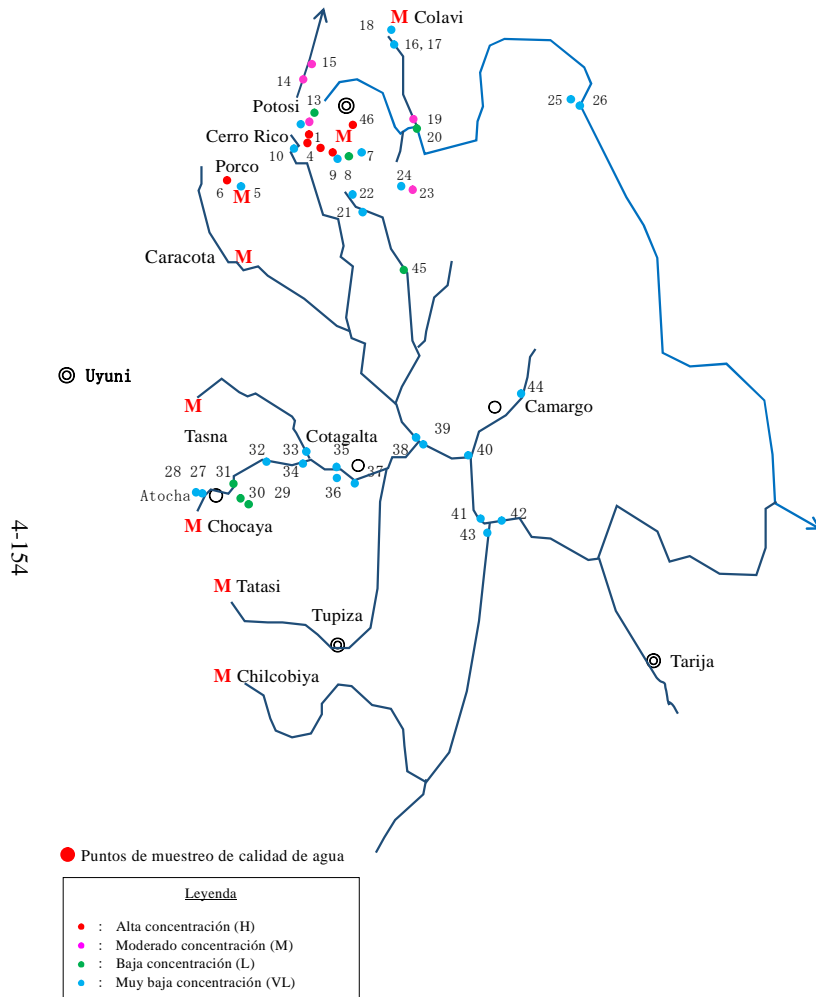 18
M Colavi
16, 17
15
14
Potosi
13
46
19
20
25
26
Cerro Rico
1
M
10
4
9
8
7
Porco
6
M
5
24
23
22
21
Caracota
M
45
Uyuni
M
44
Camargo
Tasna
Cotagalta
39
38
40
32
33
35
34
36
37
28
27
31
Atocha
30
29
M Chocaya
41
42
43
4-154
M Tatasi
Tupiza
Tarija
M Chilcobiya
Puntos de muestreo de calidad de agua
Leyenda
: Alta concentración (H)
: Moderado concentración (M)
: Baja concentración (L)
: Muy baja concentración (VL)